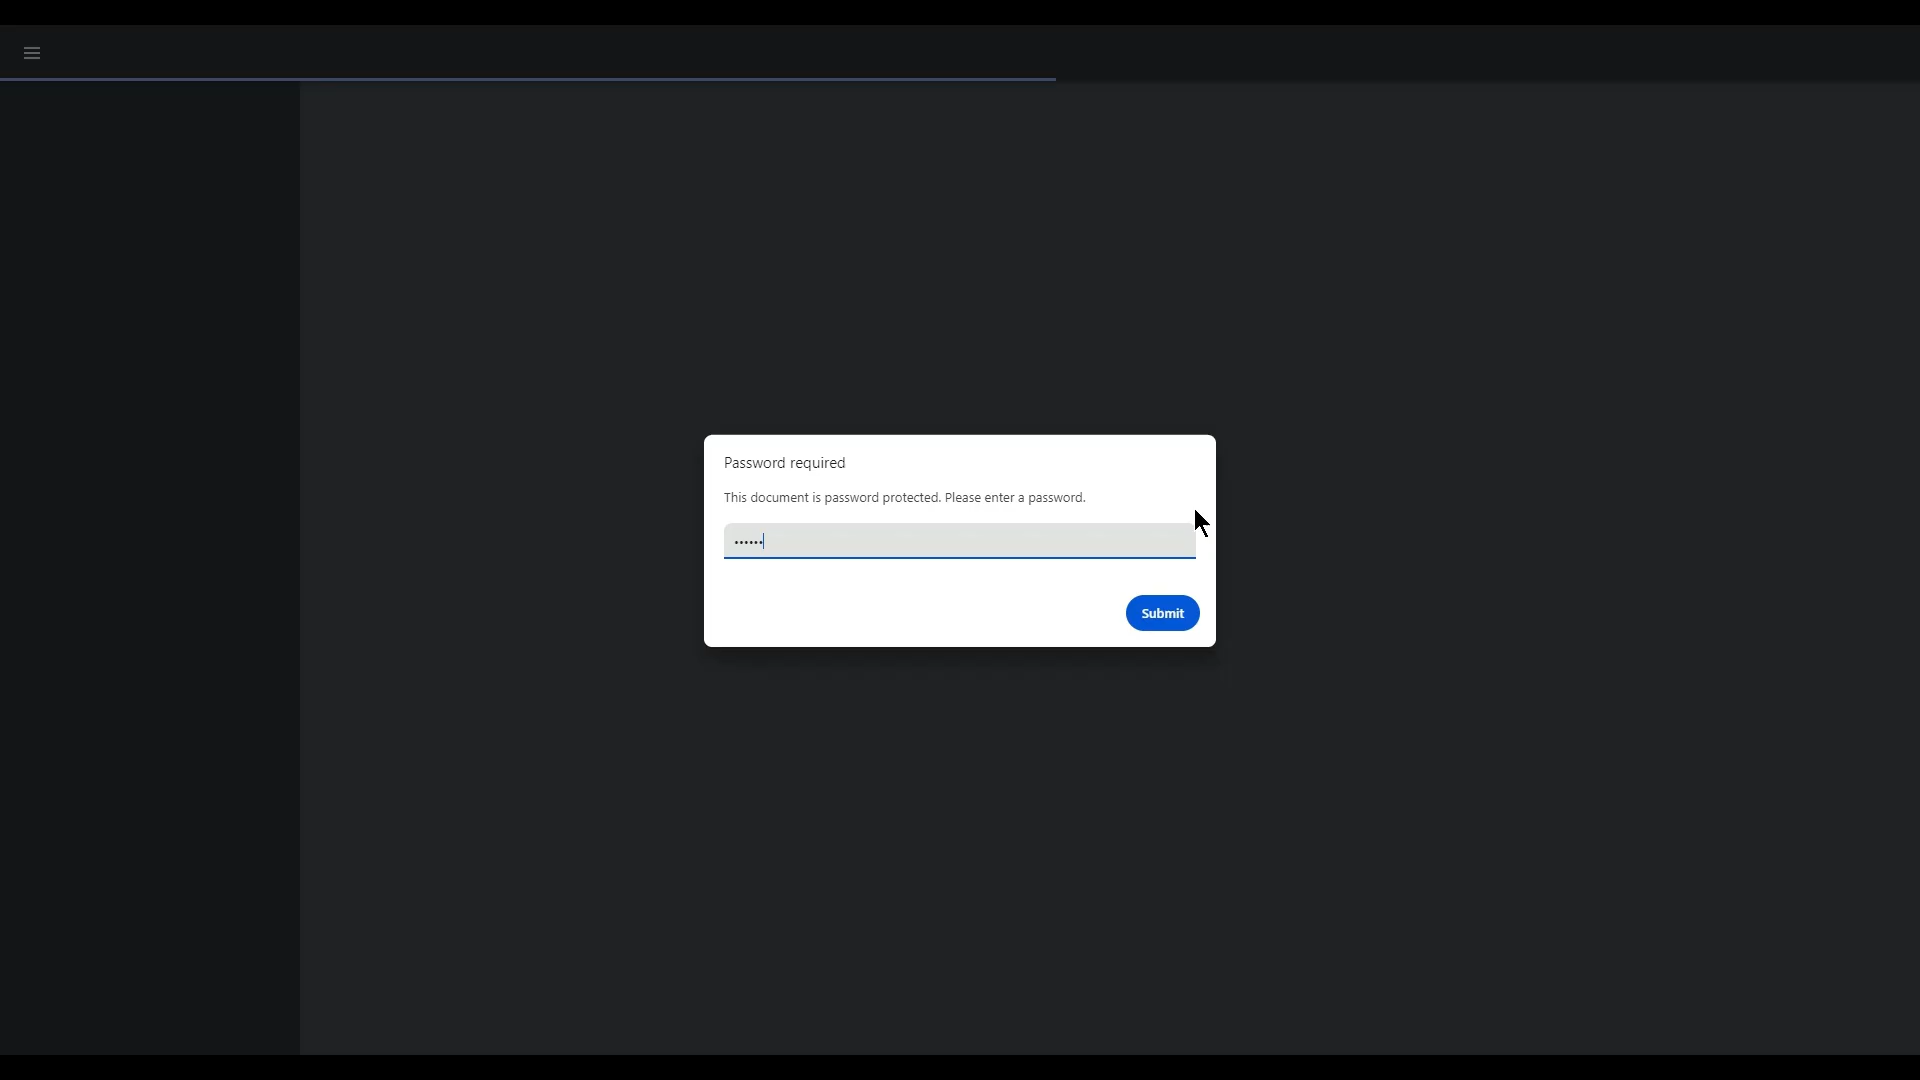 Password required
This document is password protected. Please enter a password.
••••••
Submit